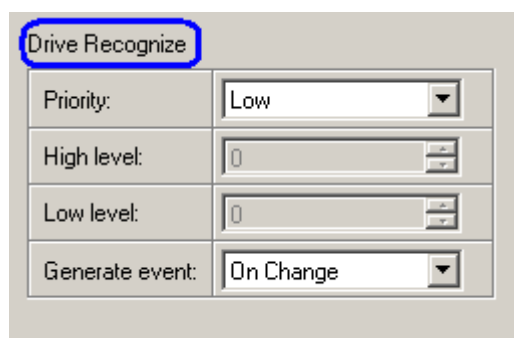 Drive Recognize
Priority: Low
High level: 0
Low level: 0
Generate event: On Change